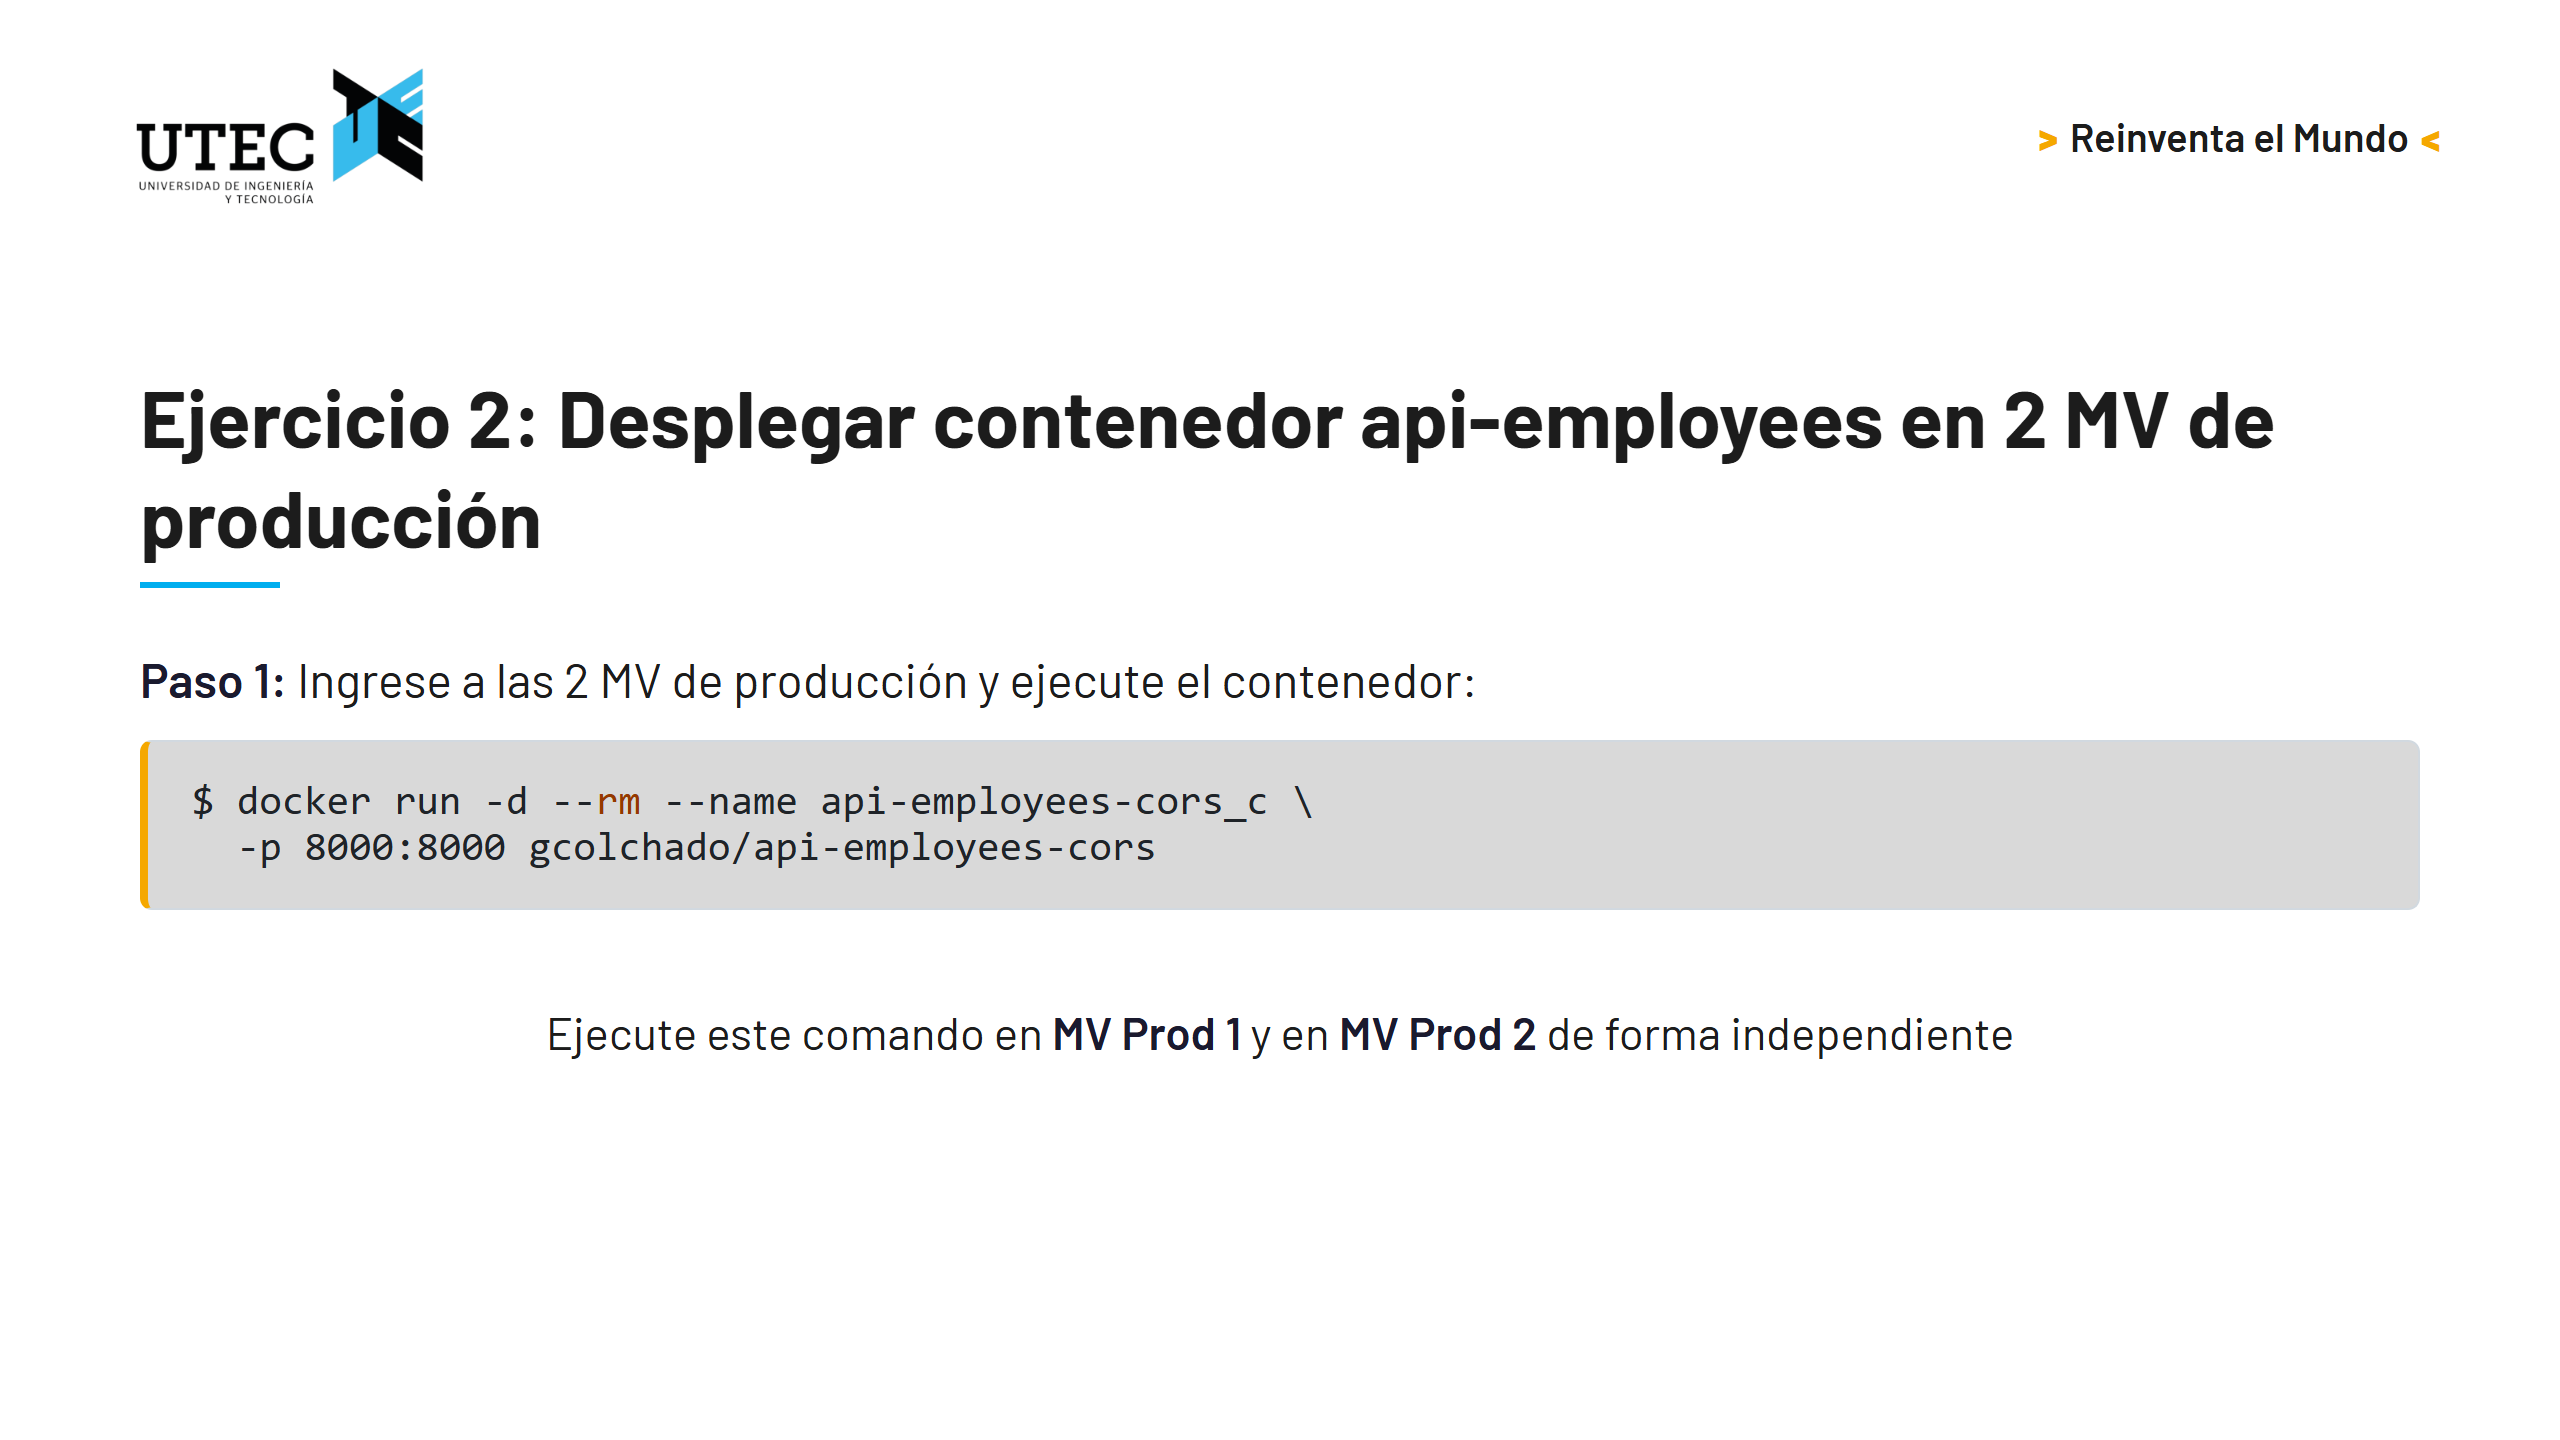 UTEC
UNIVERSIDAD DE INGENIERÍA
Y TECNOLOGÍA
> Reinventa el Mundo <
Ejercicio 2: Desplegar contenedor api-employees en 2 MV de
producción
Paso 1: Ingrese a las 2 MV de producción y ejecute el contenedor:
$ docker run -d --rm --name api-employees-cors_c \
  -p 8000:8000 gcolchado/api-employees-cors
Ejecute este comando en MV Prod 1 y en MV Prod 2 de forma independiente